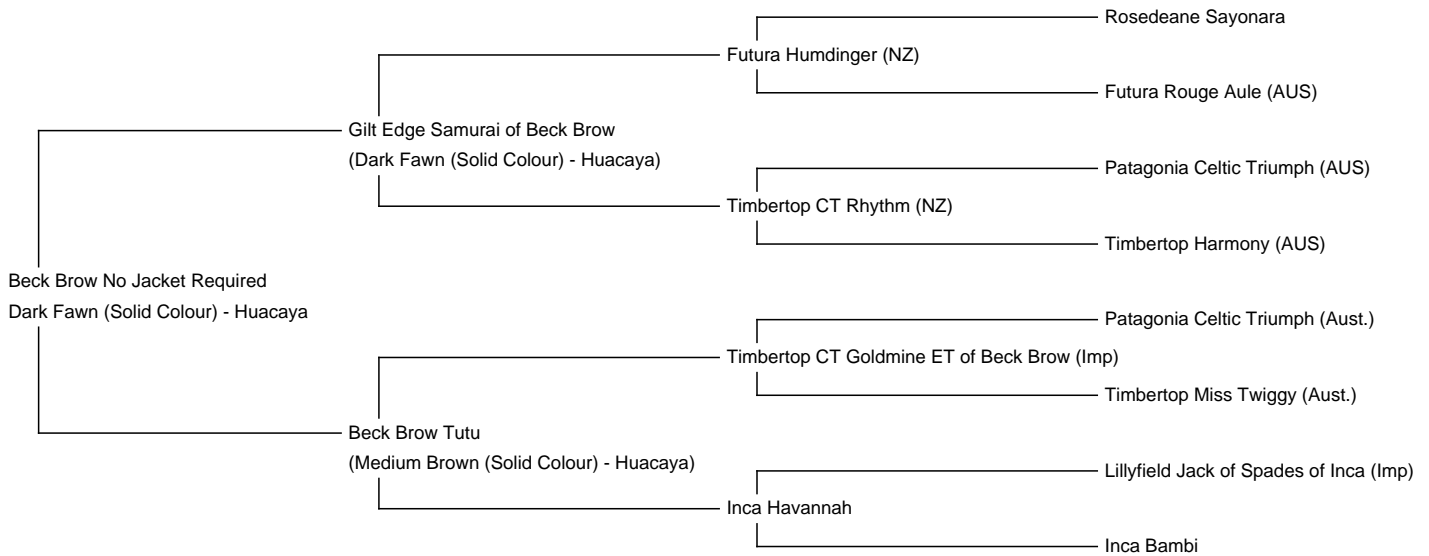 Rosedeane Sayonara
Futura Humdinger (NZ)
Futura Rouge Aule (AUS)
Gilt Edge Samurai of Beck Brow
(Dark Fawn (Solid Colour) - Huacaya)
Patagonia Celtic Triumph (AUS)
Timbertop CT Rhythm (NZ)
Timbertop Harmony (AUS)
Beck Brow No Jacket Required
Dark Fawn (Solid Colour) - Huacaya
Patagonia Celtic Triumph (Aust.)
Timbertop CT Goldmine ET of Beck Brow (Imp)
Timbertop Miss Twiggy (Aust.)
Beck Brow Tutu
(Medium Brown (Solid Colour) - Huacaya)
Lillyfield Jack of Spades of Inca (Imp)
Inca Havannah
Inca Bambi